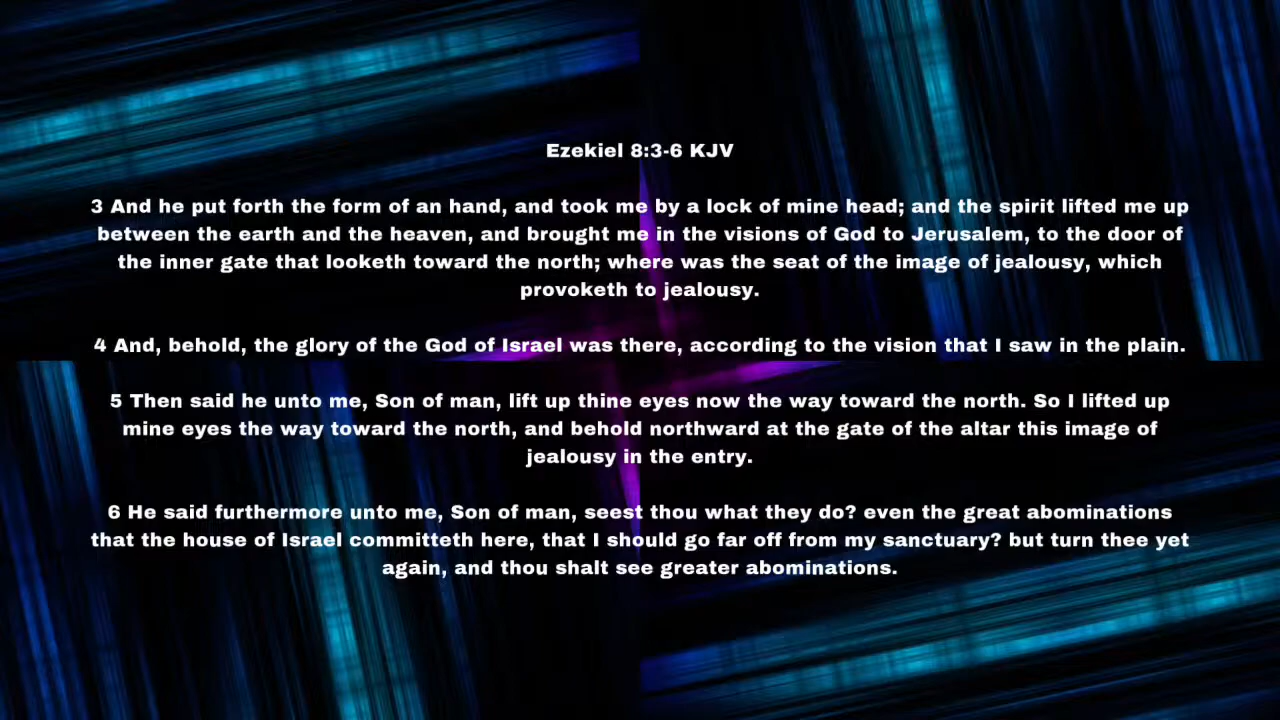 Ezekiel 8:3-6 KJV
3 And he put forth the form of an hand, and took me by a lock of mine head; and the spirit lifted me up
between the earth and the heaven, and brought me in the visions of God to Jerusalem, to the door of
the inner gate that looketh toward the north; where was the seat of the image of jealousy, which
provoketh to jealousy.
4 And, behold, the glory of the God of Israel was there, according to the vision that I saw in the plain.
5 Then said he unto me, Son of man, lift up thine eyes now the way toward the north. So I lifted up
mine eyes the way toward the north, and behold northward at the gate of the altar this image of
jealousy in the entry.
6 He said furthermore unto me, Son of man, seest thou what they do? even the great abominations
that the house of Israel committeth here, that I should go far off from my sanctuary? but turn thee yet
again, and thou shalt see greater abominations.